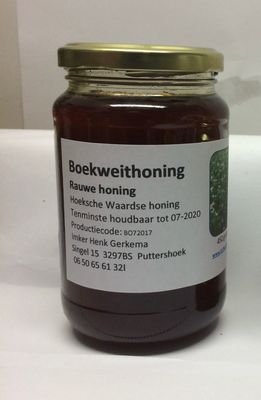 Boekweithoning
Rauwe honing
Hoeksche Waardse honing
Tenminste houdbaar tot 07-2020
Productiecode: BO72017
Imker Henk Gerkema
Singel 15 3297BS Puttershoek
06 50 65 61 32l